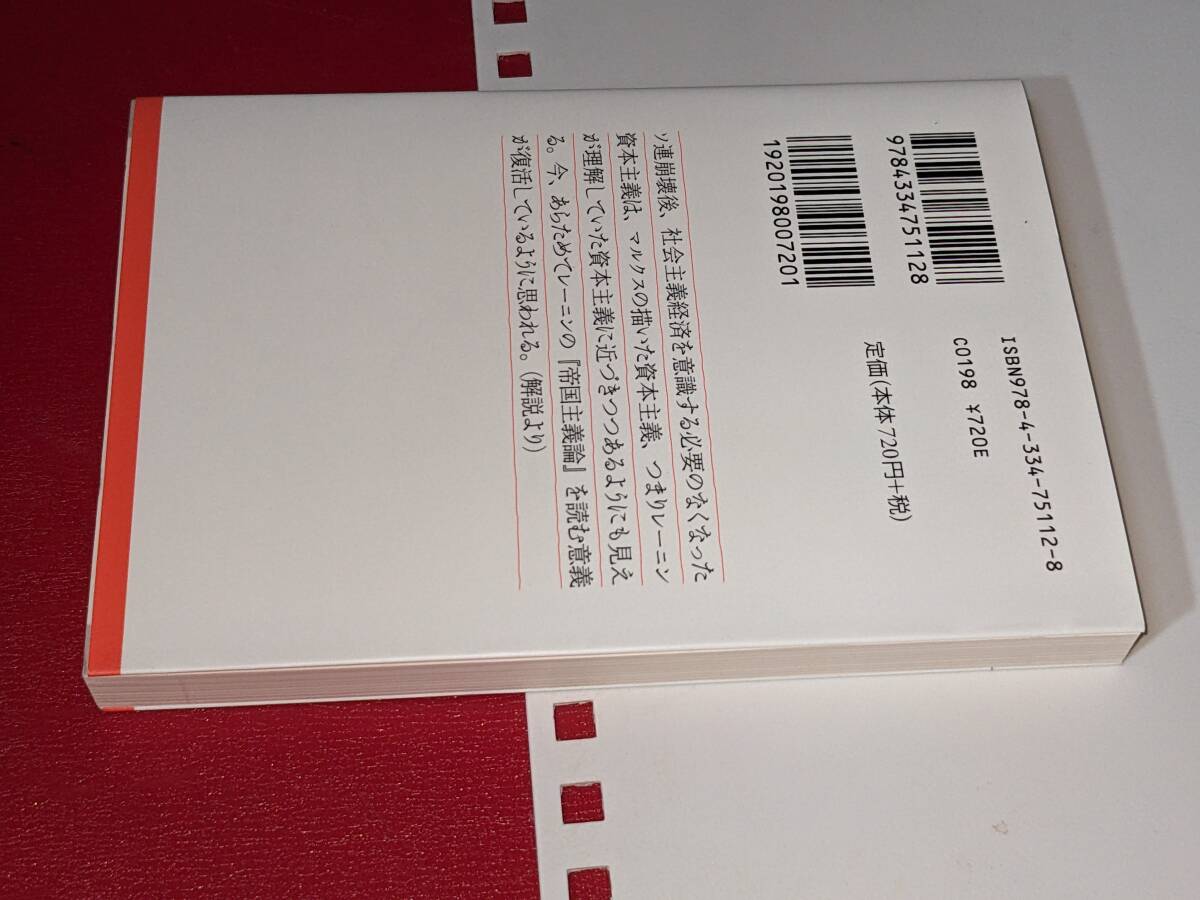 ISBN978-4-334-75112-8
C0198 ¥720E
定価(本体720円+税)
9784334751128
1920198007201
ソ連崩壊後、社会主義経済を意識する必要のなくなった
資本主義は、マルクスの描いた資本主義、つまりレーニン
が理解していた資本主義に近づきつつあるようにも見え
る。今、あらためてレーニンの『帝国主義論』を読む意義
が復活しているように思われる。(解説より)